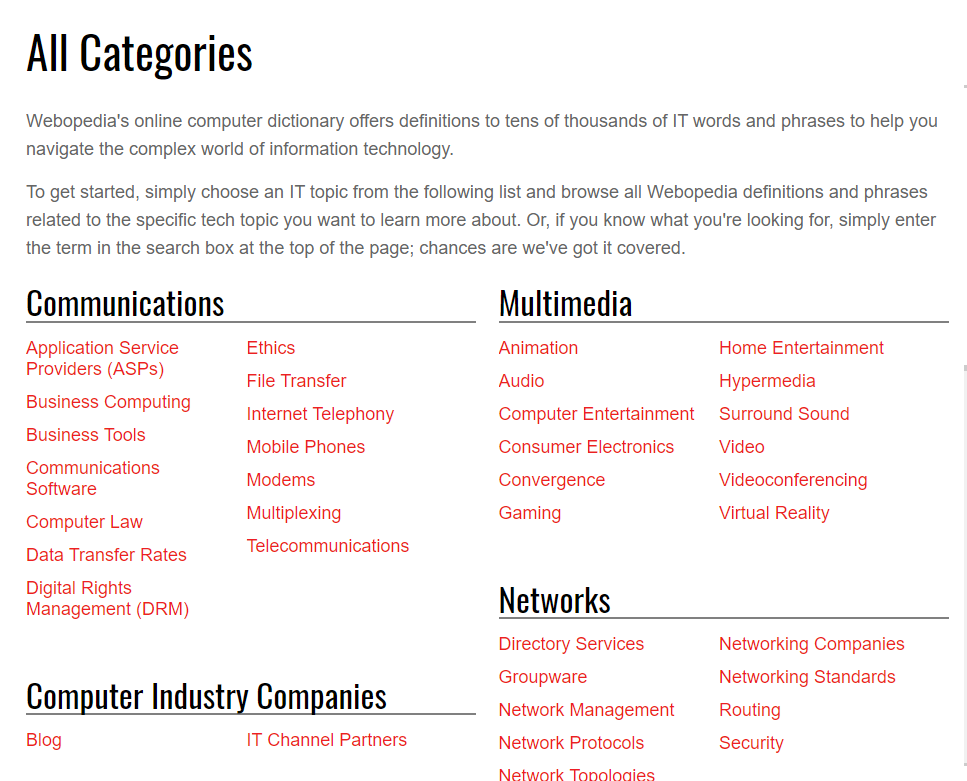 All Categories
Webopedia's online computer dictionary offers definitions to tens of thousands of IT words and phrases to help you
navigate the complex world of information technology.
To get started, simply choose an IT topic from the following list and browse all Webopedia definitions and phrases
related to the specific tech topic you want to learn more about. Or, if you know what you're looking for, simply enter
the term in the search box at the top of the page; chances are we've got it covered.
Communications
Application Service
Providers (ASPs)
Business Computing
Business Tools
Communications
Software
Computer Law
Data Transfer Rates
Digital Rights
Management (DRM)
Ethics
File Transfer
Internet Telephony
Mobile Phones
Modems
Multiplexing
Telecommunications
Computer Industry Companies
Blog
IT Channel Partners
Multimedia
Animation
Audio
Computer Entertainment
Consumer Electronics
Convergence
Gaming
Home Entertainment
Hypermedia
Surround Sound
Video
Videoconferencing
Virtual Reality
Networks
Directory Services
Groupware
Network Management
Network Protocols
Network Topologies
Networking Companies
Networking Standards
Routing
Security